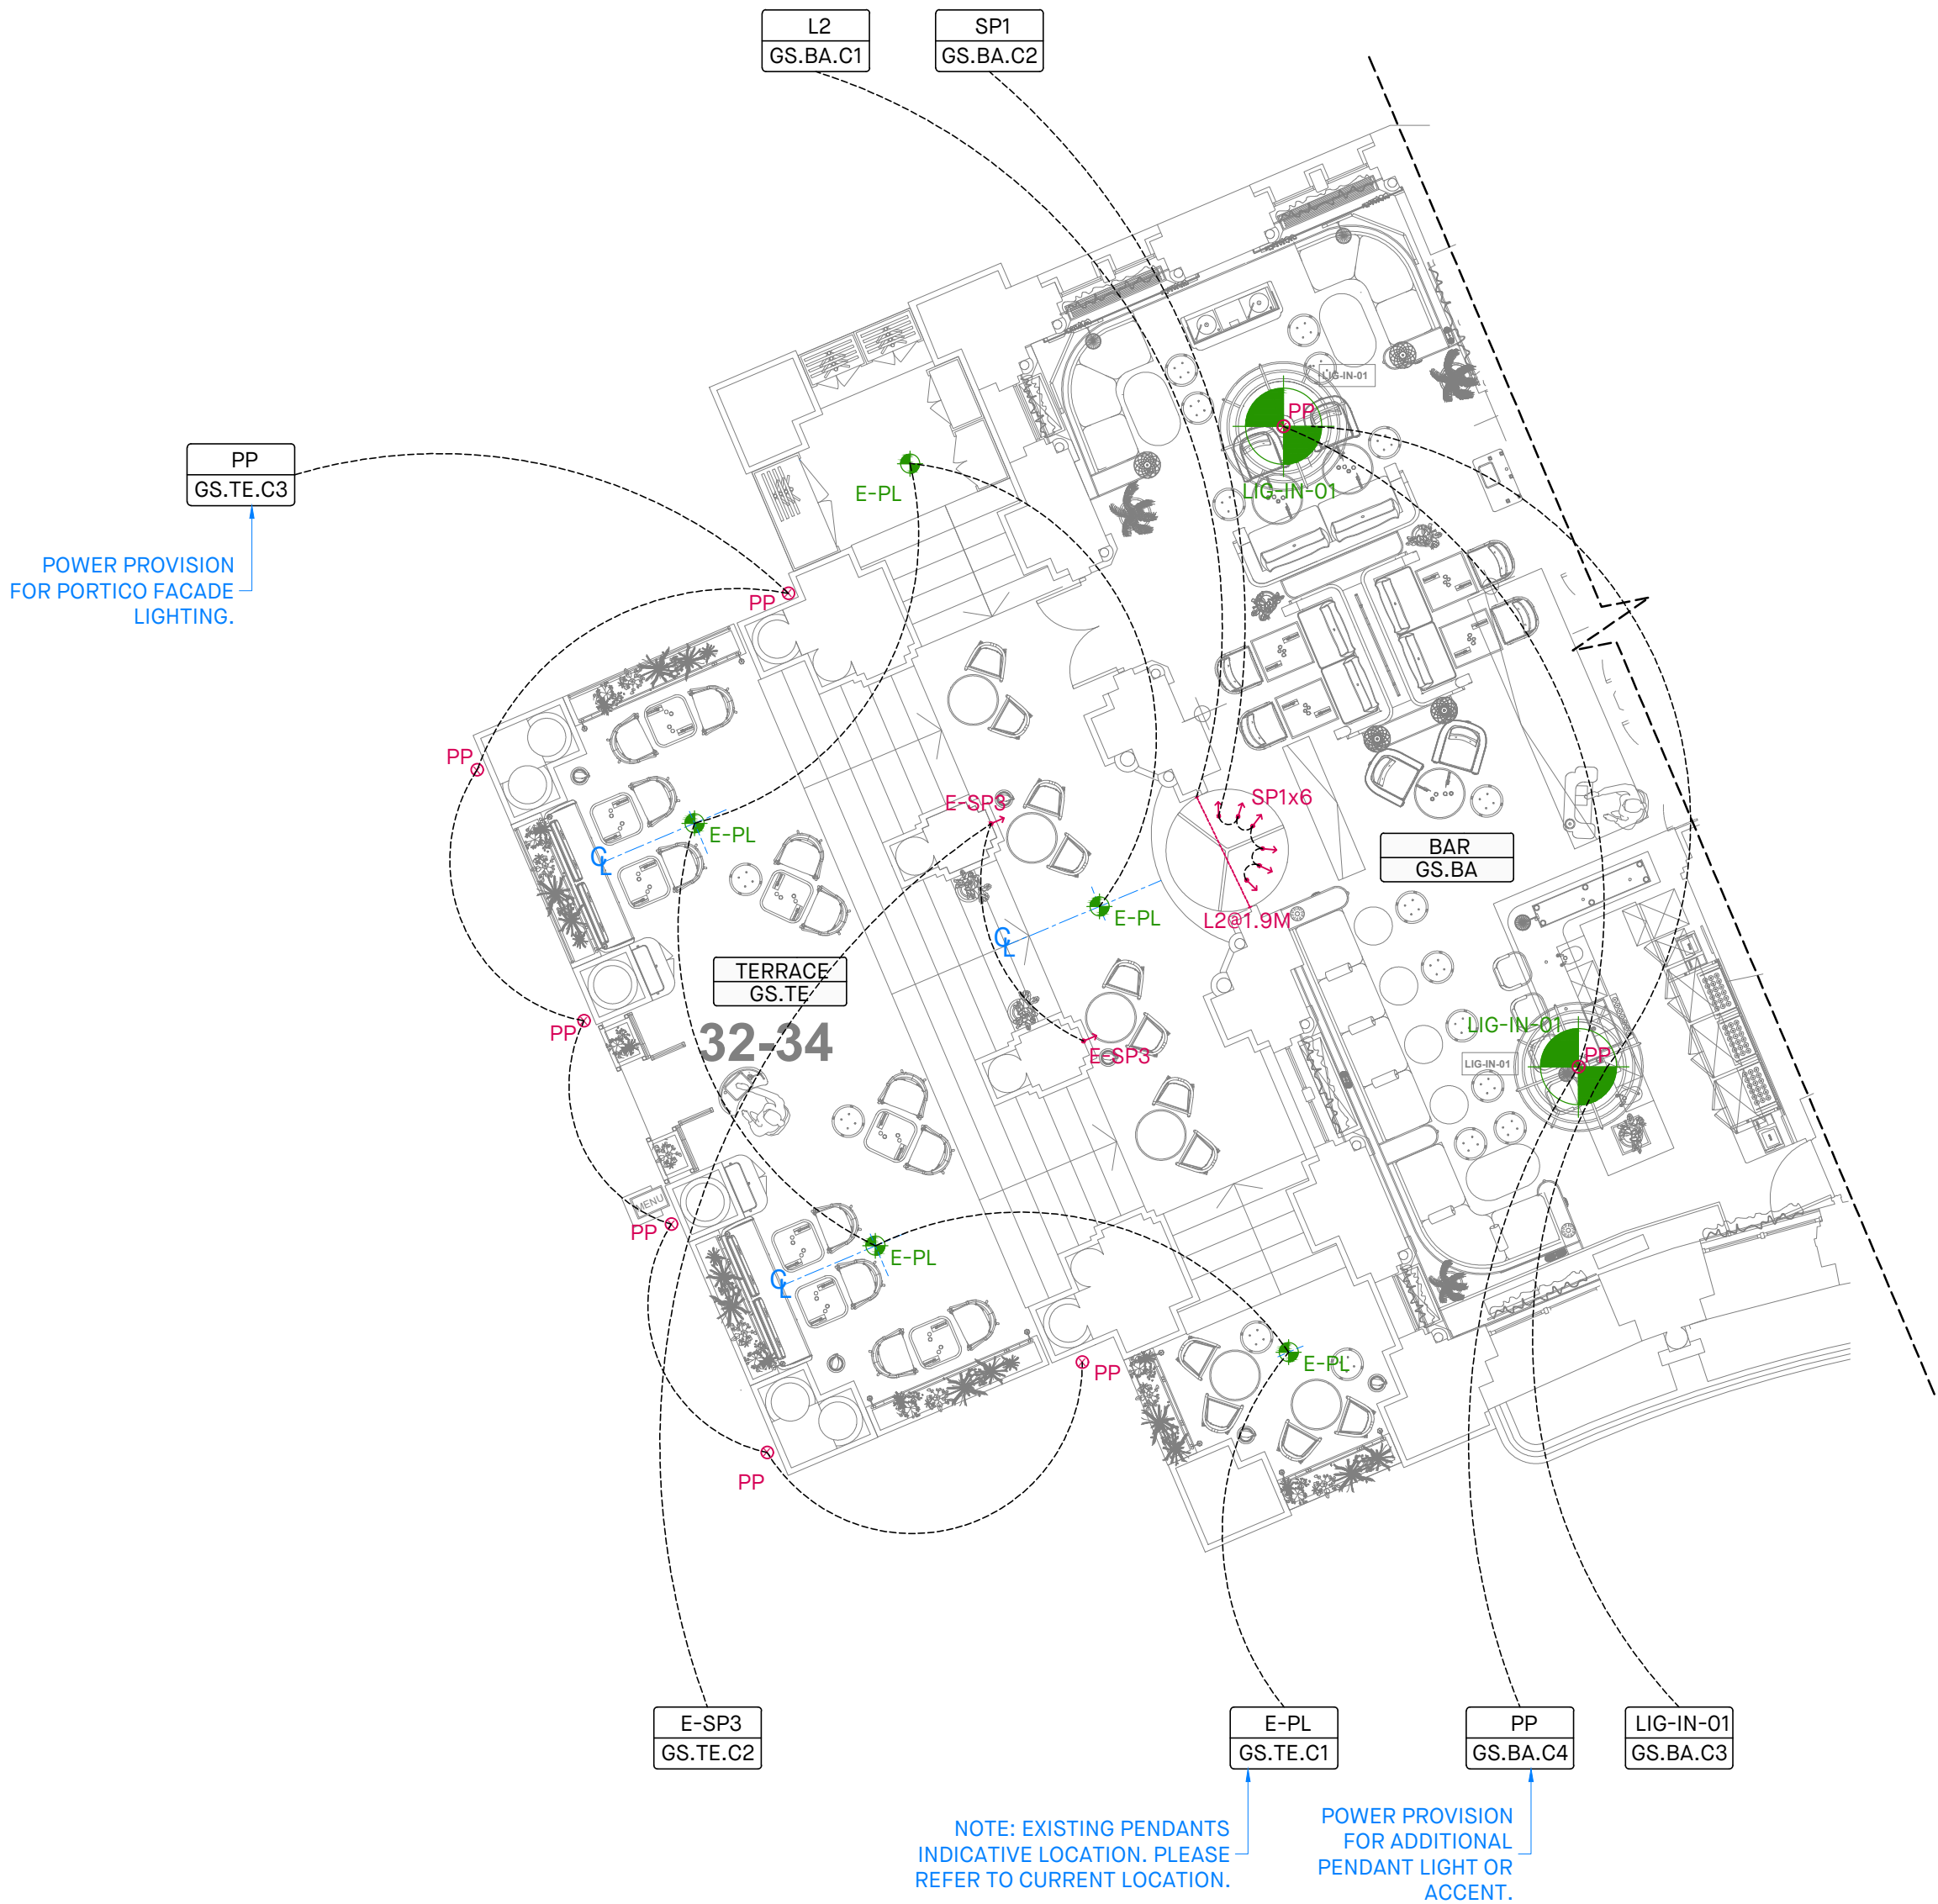 L2
GS.BA.C1
SP1
GS.BA.C2
LIG-IN-01
PP
LIG-IN-01
PP
GS.TE.C3
E-PL
POWER PROVISION
FOR PORTICO FACADE
LIGHTING.
PP
PP
E-SP3
SP1x6
E-PL
CL
BAR
GS.BA
E-PL
L2@1.9M
CL
TERRACE
GS.TE
32-34
PP
LIG-IN-01
E-SP3
LIG-IN-01
PP
MENU
PP
E-PL
CL
E-PL
PP
PP
E-SP3
GS.TE.C2
E-PL
GS.TE.C1
PP
GS.BA.C4
LIG-IN-01
GS.BA.C3
NOTE: EXISTING PENDANTS
INDICATIVE LOCATION. PLEASE
REFER TO CURRENT LOCATION.
POWER PROVISION
FOR ADDITIONAL
PENDANT LIGHT OR
ACCENT.